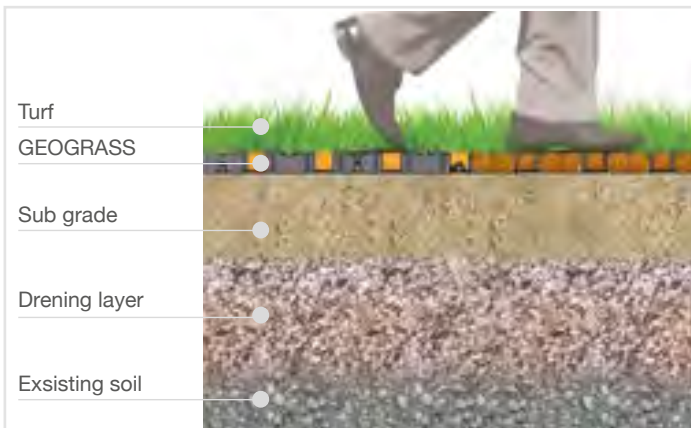 Turf
GEOGRASS
Sub grade
Drening layer
Exsisting soil